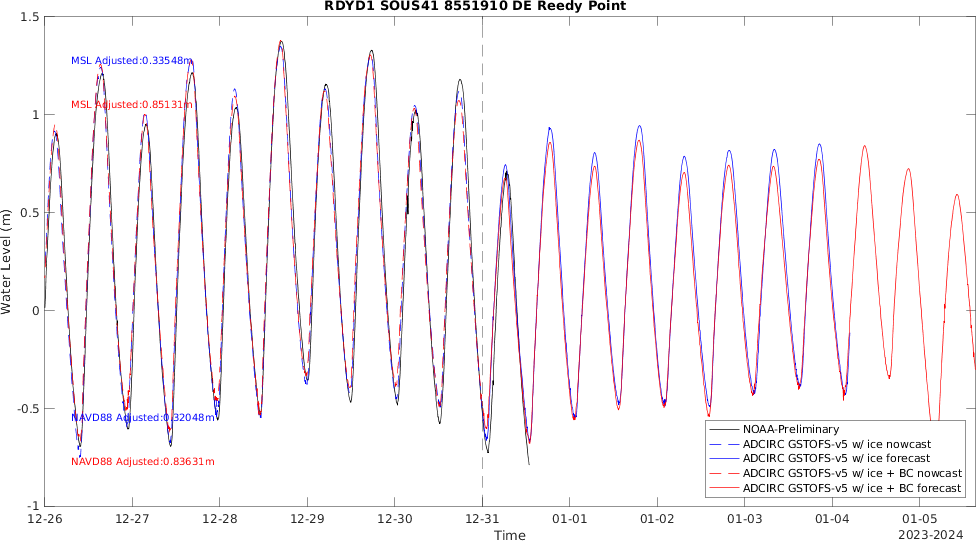 RDYD1 SOUS41 8551910 DE Reedy Point
1.5
1
0.5
0
-0.5
-1
Water Level (m)
MSL Adjusted:0.33548m
MSL Adjusted:0.85131m
NAVD88 Adjusted:0.32048m
NAVD88 Adjusted:0.83631m
NOAA-Preliminary
ADCIRC GSTOFS-v5 w/ ice nowcast
ADCIRC GSTOFS-v5 w/ ice forecast
ADCIRC GSTOFS-v5 w/ ice + BC nowcast
ADCIRC GSTOFS-v5 w/ ice + BC forecast
12-26 12-27 12-28 12-29 12-30 12-31 01-01 01-02 01-03 01-04 01-05
Time
2023-2024